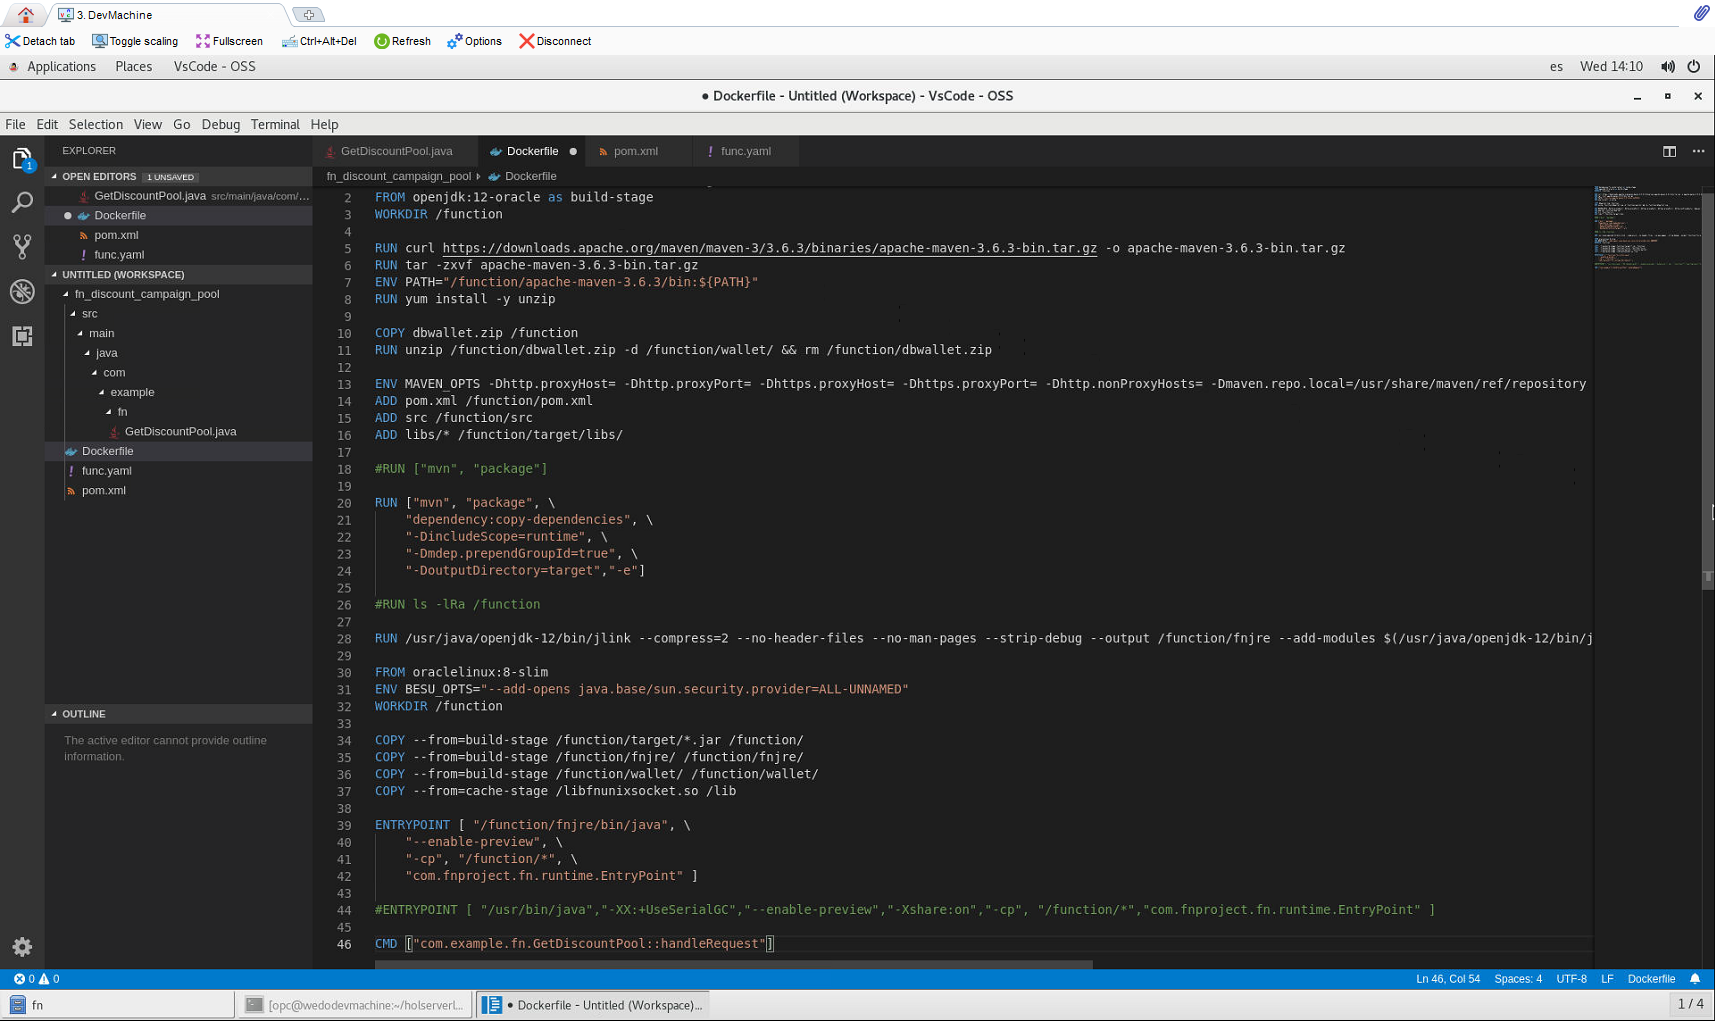 3. DevMachine
Detach tab Toggle scaling Fullscreen Ctrl+Alt+Del Refresh Options Disconnect
Applications Places VsCode - OSS es Wed 14:10
● Dockerfile - Untitled (Workspace) - VsCode - OSS
File Edit Selection View Go Debug Terminal Help
EXPLORER
1
OPEN EDITORS 1 UNSAVED
GetDiscountPool.java src/main/java/com/...
Dockerfile
pom.xml
! func.yaml
UNTITLED (WORKSPACE)
fn_discount_campaign_pool
src
main
java
com
example
fn
GetDiscountPool.java
Dockerfile
! func.yaml
pom.xml
OUTLINE
The active editor cannot provide outline
information.
GetDiscountPool.java Dockerfile ● pom.xml ! func.yaml
fn_discount_campaign_pool › Dockerfile
2 FROM openjdk:12-oracle as build-stage
3 WORKDIR /function
4
5 RUN curl https://downloads.apache.org/maven/maven-3/3.6.3/binaries/apache-maven-3.6.3-bin.tar.gz -o apache-maven-3.6.3-bin.tar.gz
6 RUN tar -zxvf apache-maven-3.6.3-bin.tar.gz
7 ENV PATH="/function/apache-maven-3.6.3/bin:${PATH}"
8 RUN yum install -y unzip
9
10 COPY dbwallet.zip /function
11 RUN unzip /function/dbwallet.zip -d /function/wallet/ && rm /function/dbwallet.zip
12
13 ENV MAVEN_OPTS -Dhttp.proxyHost= -Dhttp.proxyPort= -Dhttps.proxyHost= -Dhttps.proxyPort= -Dhttp.nonProxyHosts= -Dmaven.repo.local=/usr/share/maven/ref/repository
14 ADD pom.xml /function/pom.xml
15 ADD src /function/src
16 ADD libs/* /function/target/libs/
17
18 #RUN ["mvn", "package"]
19
20 RUN ["mvn", "package", \
21 "dependency:copy-dependencies", \
22 "-DincludeScope=runtime", \
23 "-Dmdep.prependGroupId=true", \
24 "-DoutputDirectory=target","-e"]
25
26 #RUN ls -lRa /function
27
28 RUN /usr/java/openjdk-12/bin/jlink --compress=2 --no-header-files --no-man-pages --strip-debug --output /function/fnjre --add-modules $(/usr/java/openjdk-12/bin/j
29
30 FROM oraclelinux:8-slim
31 ENV BESU_OPTS="--add-opens java.base/sun.security.provider=ALL-UNNAMED"
32 WORKDIR /function
33
34 COPY --from=build-stage /function/target/*.jar /function/
35 COPY --from=build-stage /function/fnjre/ /function/fnjre/
36 COPY --from=build-stage /function/wallet/ /function/wallet/
37 COPY --from=cache-stage /libfnunixsocket.so /lib
38
39 ENTRYPOINT [ "/function/fnjre/bin/java", \
40 "--enable-preview", \
41 "-cp", "/function/*", \
42 "com.fnproject.fn.runtime.EntryPoint" ]
43
44 #ENTRYPOINT [ "/usr/bin/java","-XX:+UseSerialGC","--enable-preview","-Xshare:on","-cp", "/function/*","com.fnproject.fn.runtime.EntryPoint" ]
45
46 CMD ["com.example.fn.GetDiscountPool::handleRequest"]
0 0 Ln 46, Col 54 Spaces: 4 UTF-8 LF Dockerfile
fn [opc@wedodevmachine:~/holserverl... ● Dockerfile - Untitled (Workspace)... 1 / 4